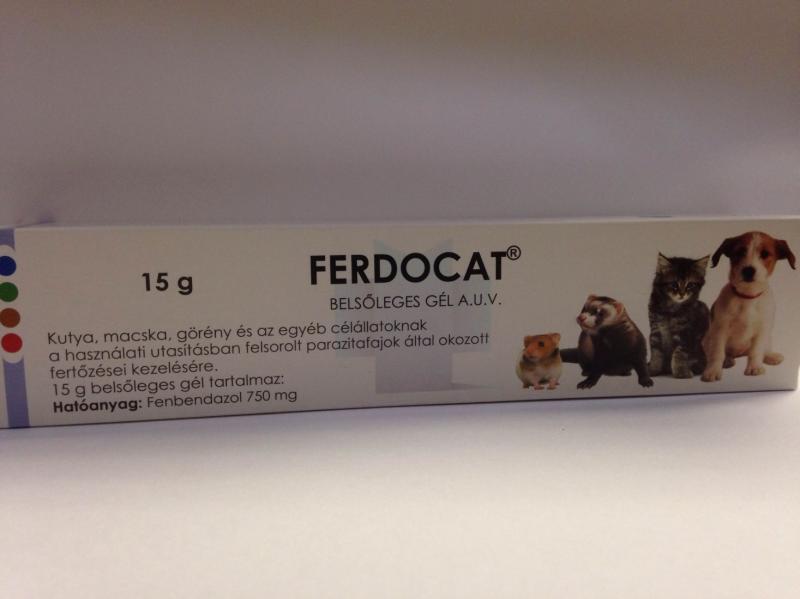 15 g
FERDOCAT®
BELSŐLEGES GÉL A.U.V.
Kutya, macska, görény és az egyéb célállatoknak
a használati utasításban felsorolt parazitafajok által okozott
fertőzései kezelésére.
15 g belsőleges gél tartalmaz:
Hatóanyag: Fenbendazol 750 mg